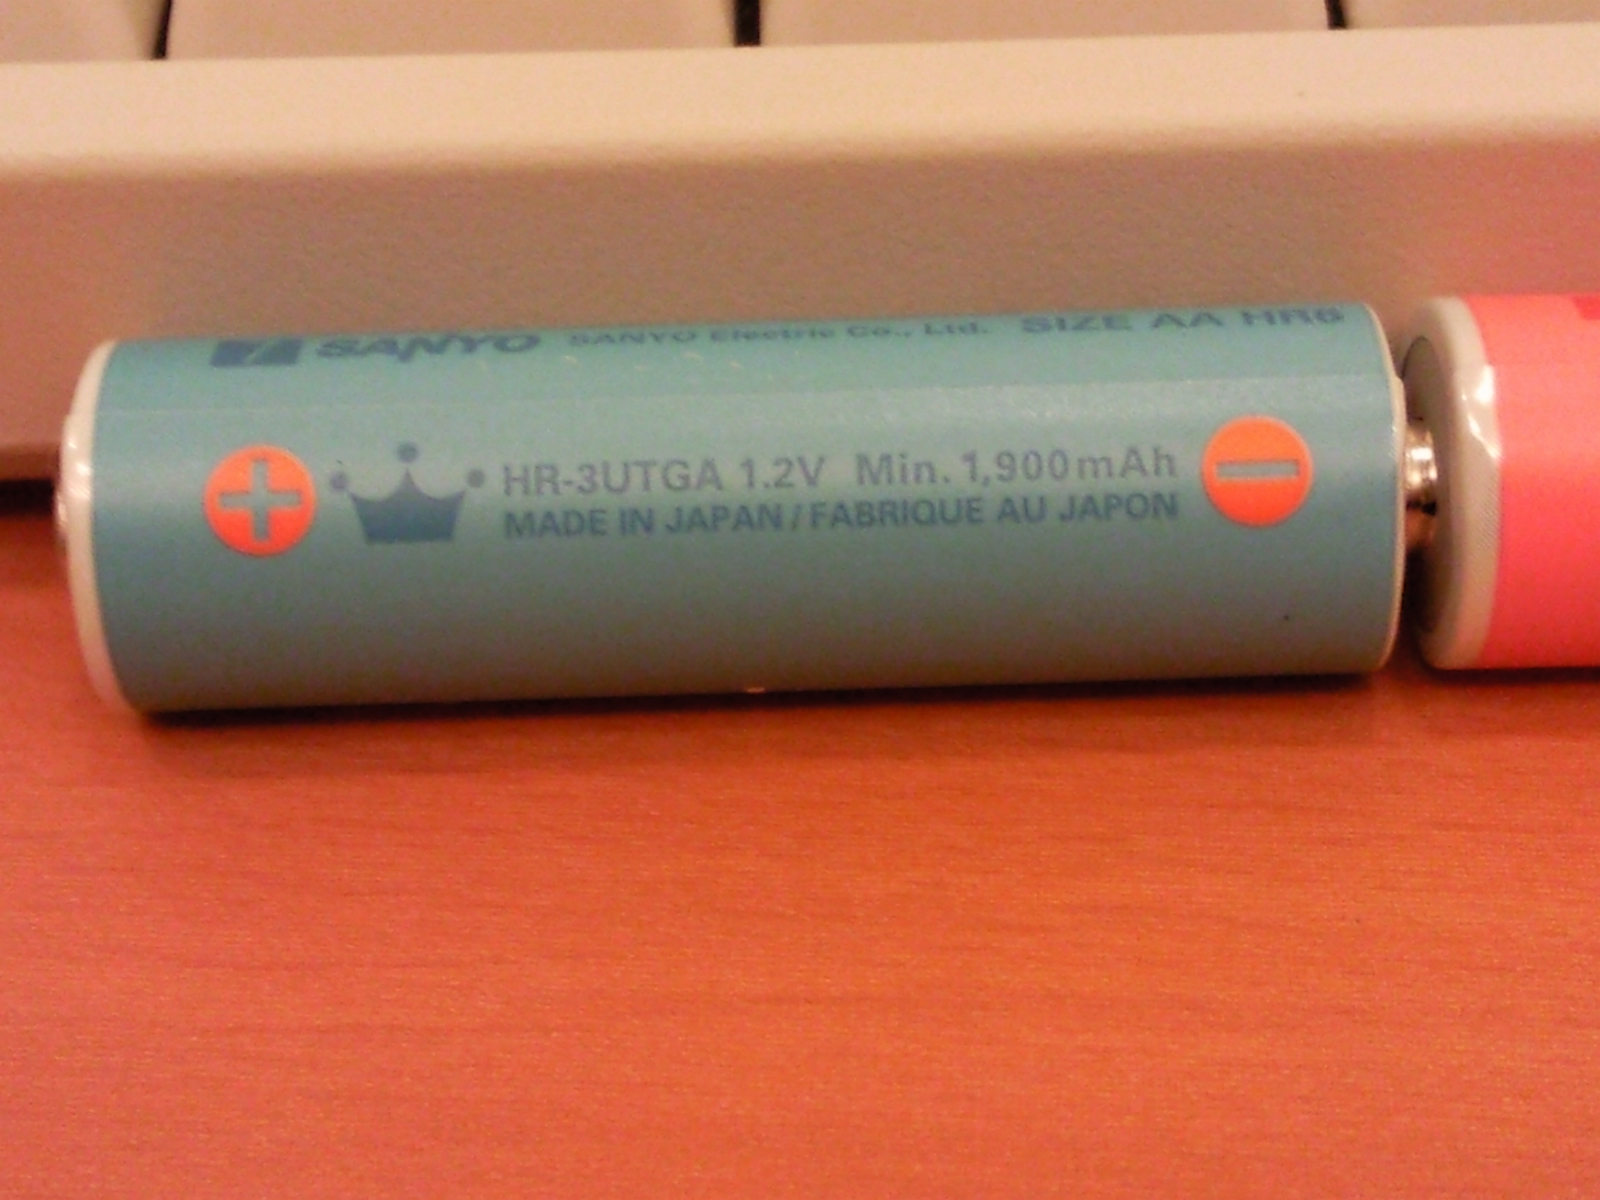 SANYO SANYO Electric Co., Ltd. SIZE AA HR6
HR-3UTGA 1.2V Min. 1,900mAh
MADE IN JAPAN / FABRIQUE AU JAPON